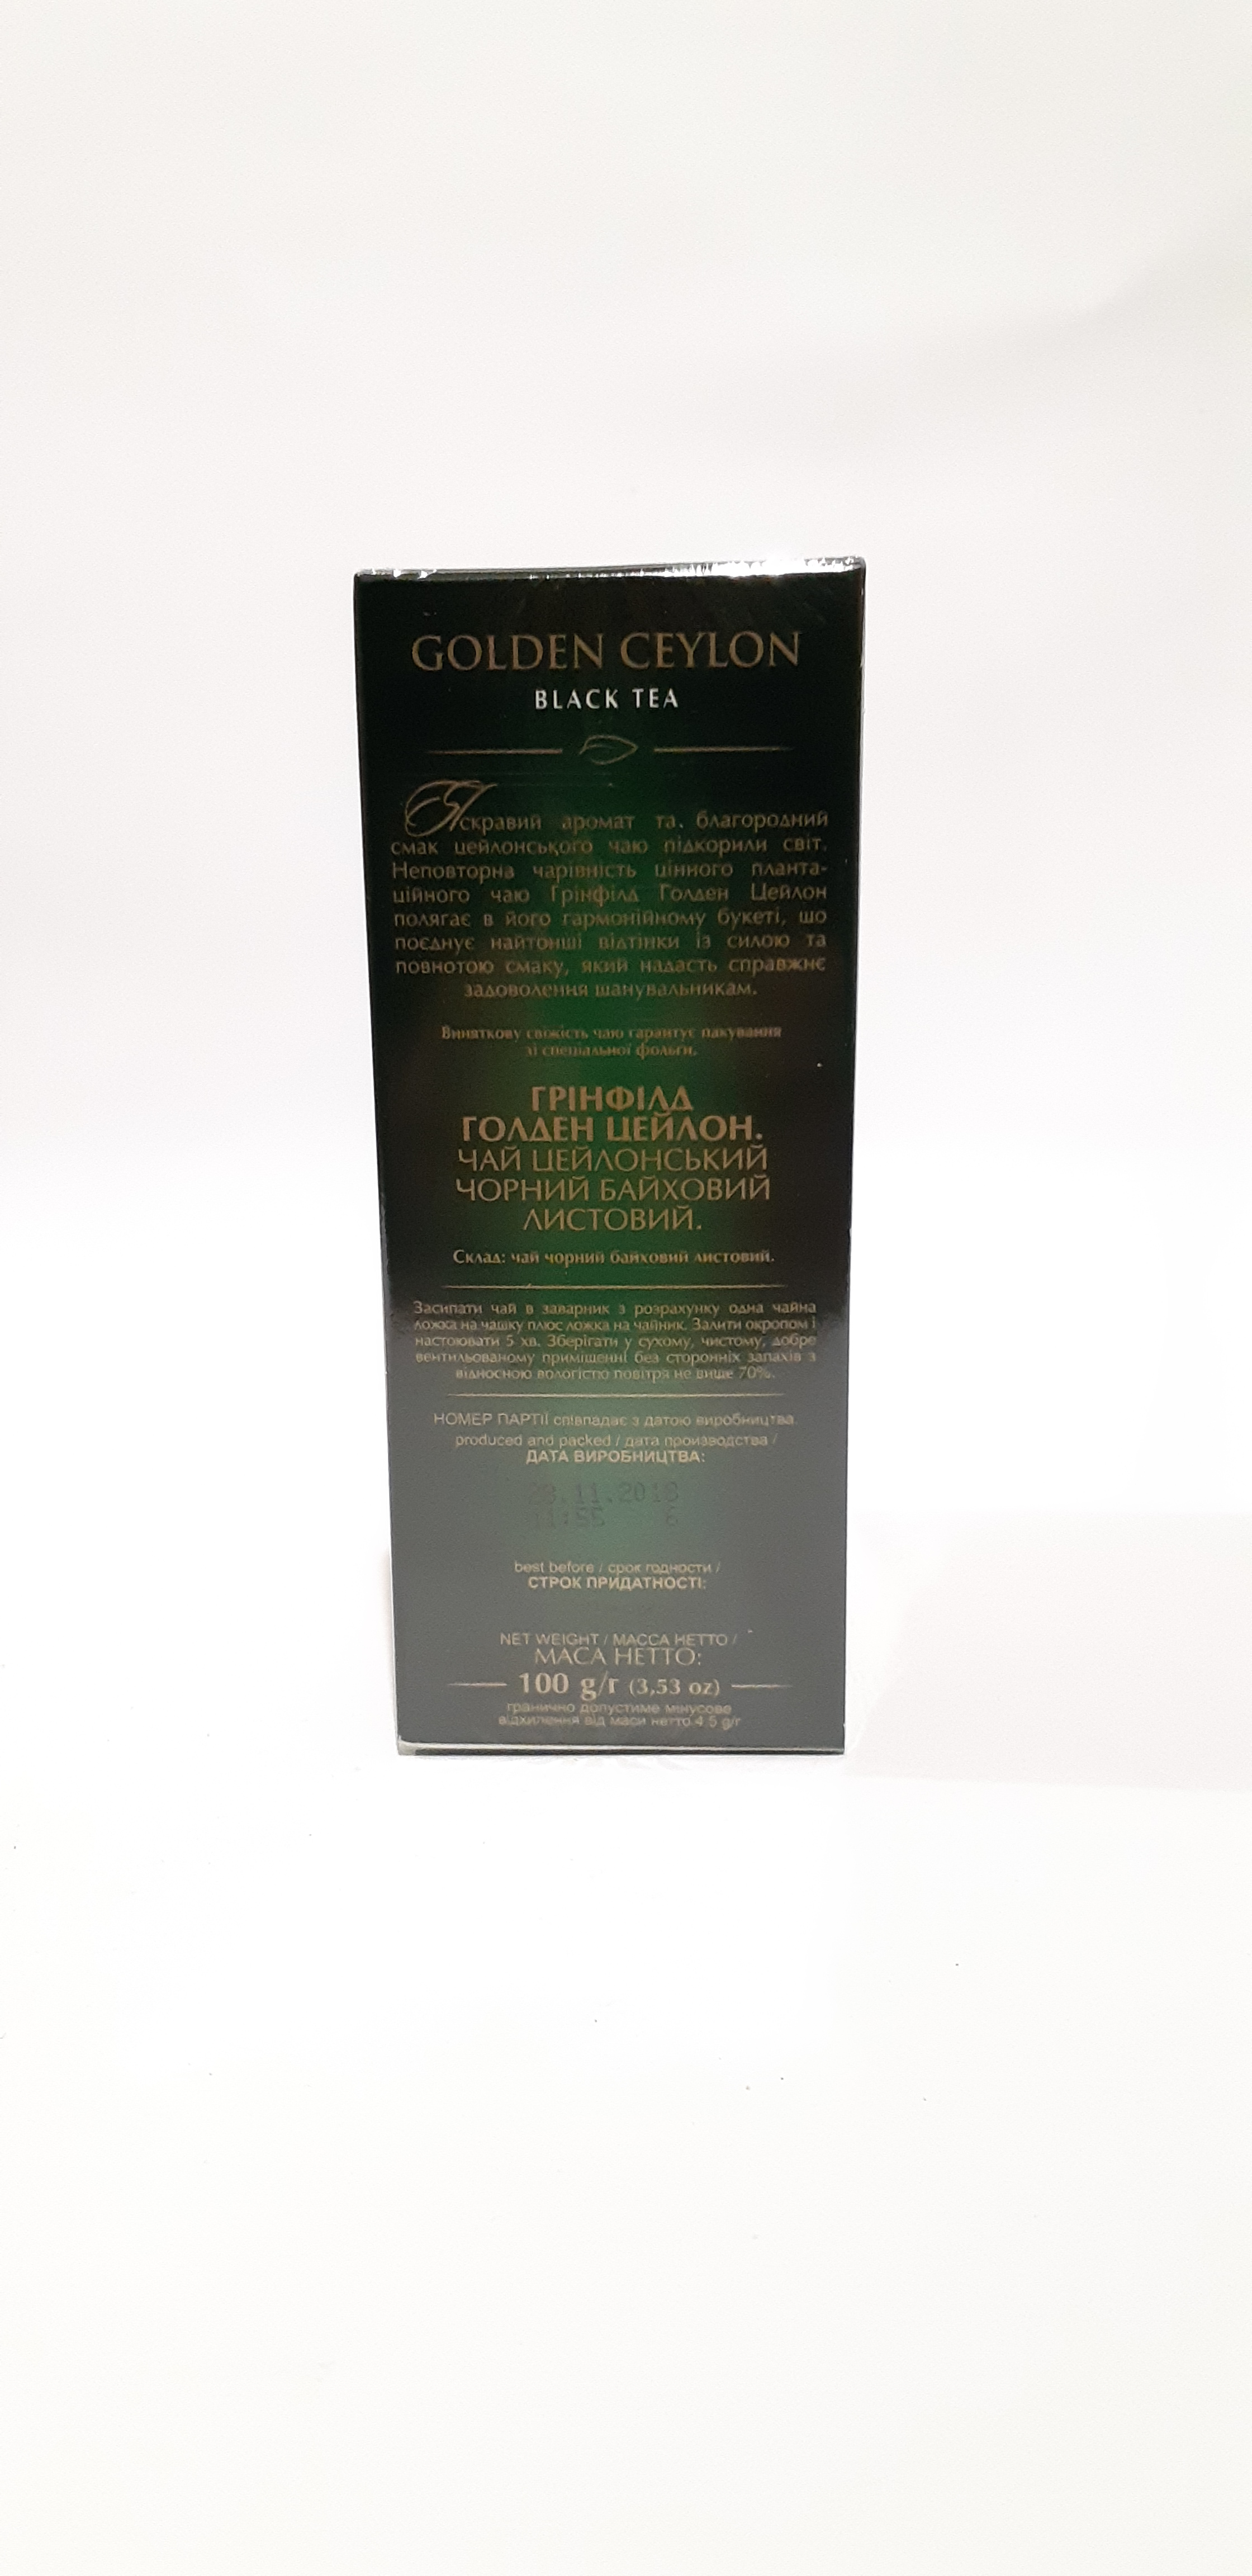 GOLDEN CEYLON
BLACK TEA
Яскравий аромат та благородний
смак цейлонського чаю підкорили світ.
Неповторна чарівність цінного планта-
ційного чаю Грінфілд Голден Цейлон
полягає в його гармонійному букеті, що
поєднує найтонші відтінки із силою та
повнотою смаку, який надасть справжнє
задоволення шанувальникам.
Виняткову свіжість чаю гарантує пакування
зі спеціальної фольги.
ГРІНФІЛД
ГОЛДЕН ЦЕЙЛОН.
ЧАЙ ЦЕЙЛОНСЬКИЙ
ЧОРНИЙ БАЙХОВИЙ
ЛИСТОВИЙ.
Склад: чай чорний байховий листовий.
Засипати чай в заварник з розрахунку одна чайна
ложка на чашку плюс ложка на чайник. Залити окропом і
настоювати 5 хв. Зберігати у сухому, чистому, добре
вентильованому приміщенні без сторонніх запахів з
відносною вологістю повітря не вище 70%.
НОМЕР ПАРТІЇ співпадає з датою виробництва.
produced and packed / дата производства /
ДАТА ВИРОБНИЦТВА:
11.2018
11:55 6
best before / срок годности /
СТРОК ПРИДАТНОСТІ:
NET WEIGHT / МАССА НЕТТО /
МАСА НЕТТО:
100 g/г (3,53 oz)
гранично допустиме мінусове
відхилення від маси нетто 4,5 g/г